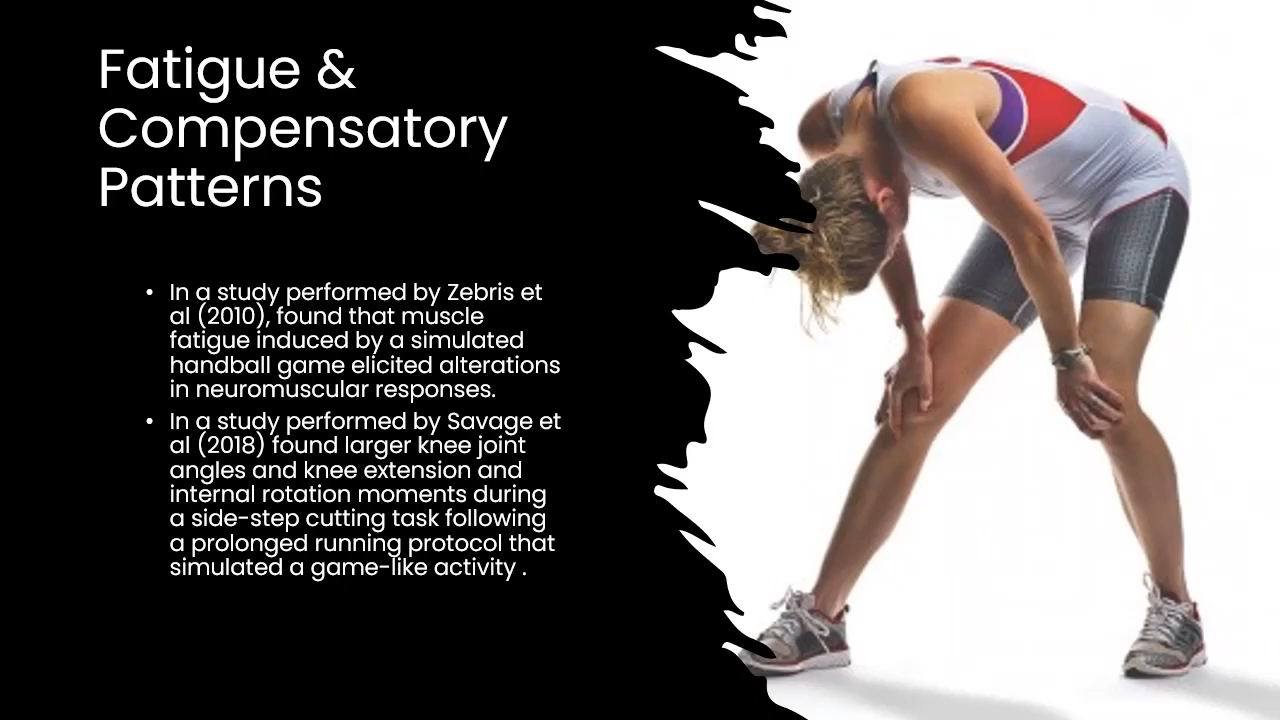 Fatigue &
Compensatory
Patterns
• In a study performed by Zebris et
al (2010), found that muscle
fatigue induced by a simulated
handball game elicited alterations
in neuromuscular responses.
• In a study performed by Savage et
al (2018) found larger knee joint
angles and knee extension and
internal rotation moments during
a side-step cutting task following
a prolonged running protocol that
simulated a game-like activity .